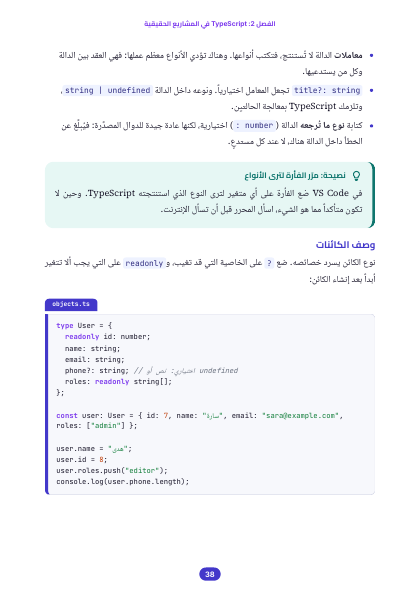 الفصل 2: TypeScript في المشاريع الحقيقية
• معاملات الدالة لا تُستنتج، فتكتب أنواعها. وهناك تؤدي الأنواع معظم عملها: فهي العقد بين الدالة
وكل من يستدعيها.
• title?: string تجعل المعامل اختيارياً. ونوعه داخل الدالة string | undefined،
وتلزمك TypeScript بمعالجة الحالتين.
• كتابة نوع ما تُرجعه الدالة (: number) اختيارية، لكنها عادة جيدة للدوال المصدَّرة: فيُبلَّغ عن
الخطأ داخل الدالة هناك، لا عند كل مستدعٍ.
نصيحة: مرّر الفأرة لترى الأنواع
في VS Code ضع الفأرة على أي متغير لترى النوع الذي استنتجته TypeScript. وحين لا
تكون متأكداً مما هو الشيء، اسأل المحرر قبل أن تسأل الإنترنت.
وصف الكائنات
نوع الكائن يسرد خصائصه. ضع ? على الخاصية التي قد تغيب، و readonly على التي يجب ألا تتغير
أبداً بعد إنشاء الكائن:
objects.ts
type User = {
  readonly id: number;
  name: string;
  email: string;
  phone?: string; // اختياري: نص أو undefined
  roles: readonly string[];
};
const user: User = { id: 7, name: "سارة", email: "sara@example.com",
roles: ["admin"] };
user.name = "هدى";
user.id = 8;
user.roles.push("editor");
console.log(user.phone.length);
38